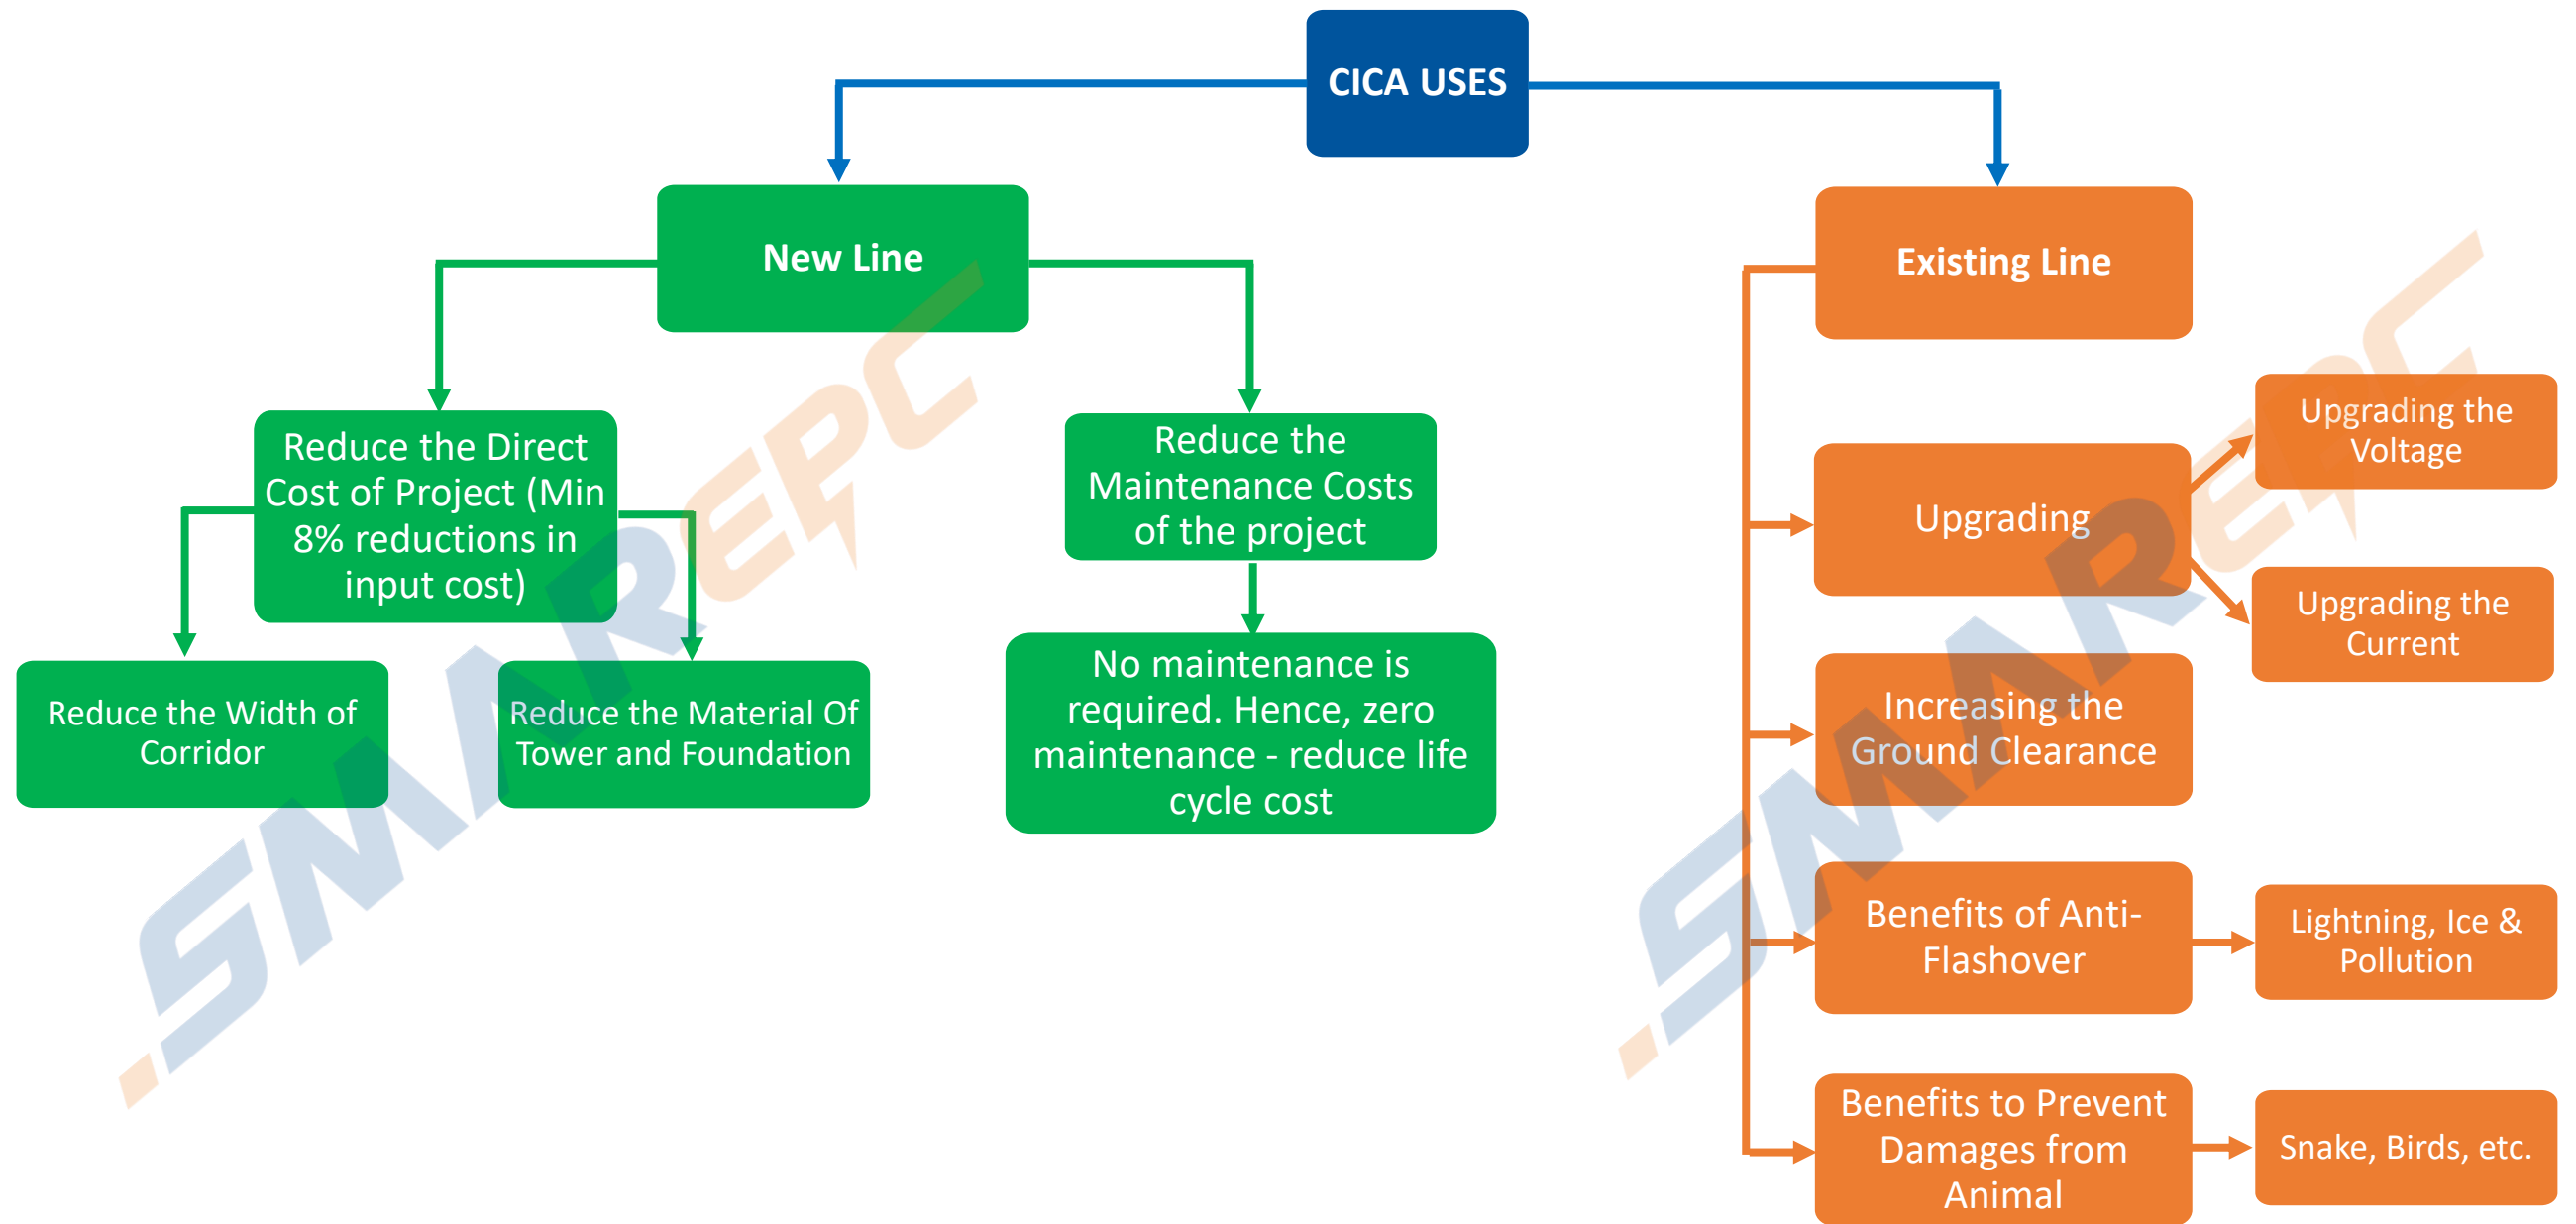 CICA USES
New Line
Existing Line
Reduce the Direct
Cost of Project (Min
8% reductions in
input cost)
Reduce the
Maintenance Costs
of the project
Reduce the Width of
Corridor
Reduce the Material Of
Tower and Foundation
No maintenance is
required. Hence, zero
maintenance - reduce life
cycle cost
Upgrading
Upgrading the
Voltage
Upgrading the
Current
Increasing the
Ground Clearance
Benefits of Anti-
Flashover
Lightning, Ice &
Pollution
Benefits to Prevent
Damages from
Animal
Snake, Birds, etc.
.SMAREPC
.SMAREPC